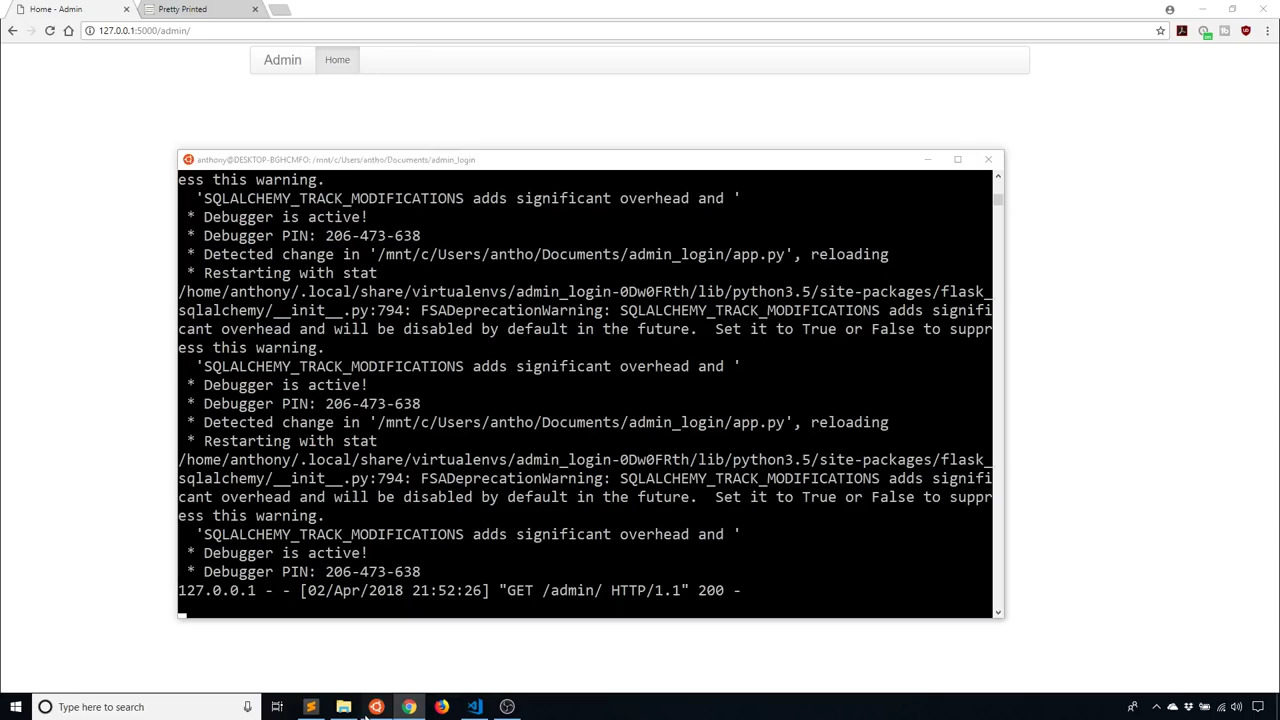 Home - Admin
Pretty Printed
127.0.0.1:5000/admin/
Admin
Home
anthony@DESKTOP-BGHCMFO: /mnt/c/Users/antho/Documents/admin_login
ess this warning.
'SQLALCHEMY_TRACK_MODIFICATIONS adds significant overhead and '
* Debugger is active!
* Debugger PIN: 206-473-638
* Detected change in '/mnt/c/Users/antho/Documents/admin_login/app.py', reloading
* Restarting with stat
/home/anthony/.local/share/virtualenvs/admin_login-0Dw0FRth/lib/python3.5/site-packages/flask_
sqlalchemy/__init__.py:794: FSADeprecationWarning: SQLALCHEMY_TRACK_MODIFICATIONS adds signifi
cant overhead and will be disabled by default in the future.  Set it to True or False to suppr
ess this warning.
'SQLALCHEMY_TRACK_MODIFICATIONS adds significant overhead and '
* Debugger is active!
* Debugger PIN: 206-473-638
* Detected change in '/mnt/c/Users/antho/Documents/admin_login/app.py', reloading
* Restarting with stat
/home/anthony/.local/share/virtualenvs/admin_login-0Dw0FRth/lib/python3.5/site-packages/flask_
sqlalchemy/__init__.py:794: FSADeprecationWarning: SQLALCHEMY_TRACK_MODIFICATIONS adds signifi
cant overhead and will be disabled by default in the future.  Set it to True or False to suppr
ess this warning.
'SQLALCHEMY_TRACK_MODIFICATIONS adds significant overhead and '
* Debugger is active!
* Debugger PIN: 206-473-638
127.0.0.1 - - [02/Apr/2018 21:52:26] "GET /admin/ HTTP/1.1" 200 -
Type here to search